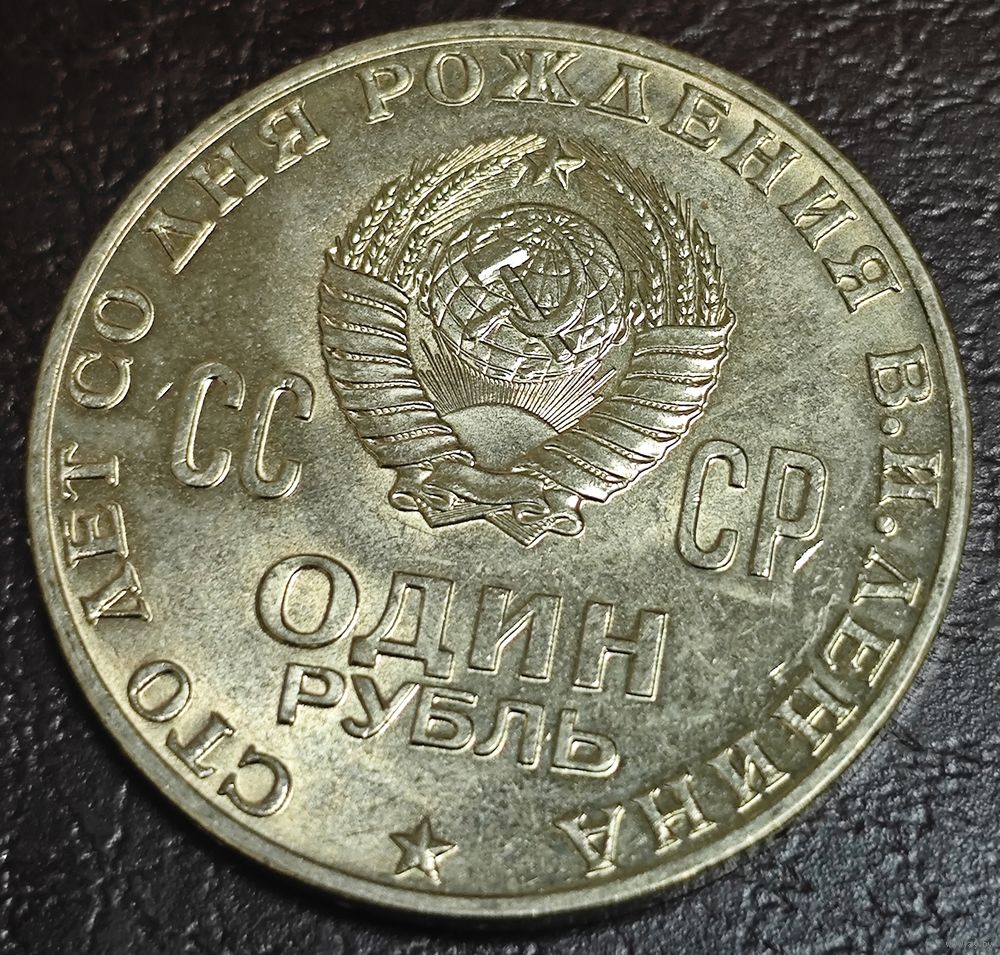 СТО ЛЕТ СО ДНЯ РОЖДЕНИЯ В.И.ЛЕНИНА
СС СР
ОДИН
РУБЛЬ